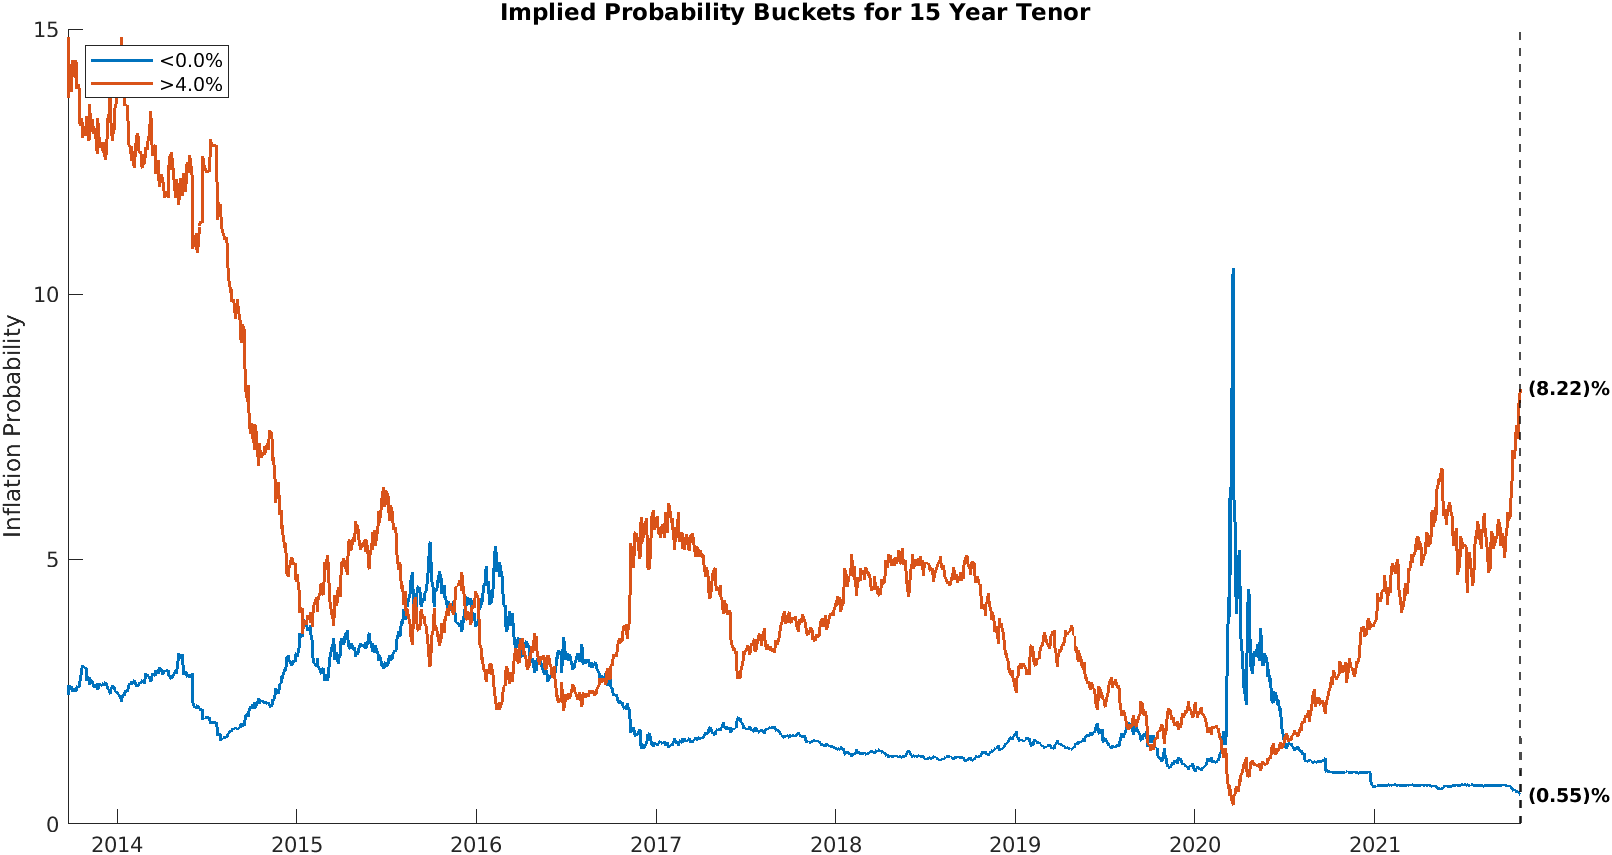 Implied Probability Buckets for 15 Year Tenor
15
<0.0%
>4.0%
10
Inflation Probability
(8.22)%
5
(0.55)%
0
2014 2015 2016 2017 2018 2019 2020 2021